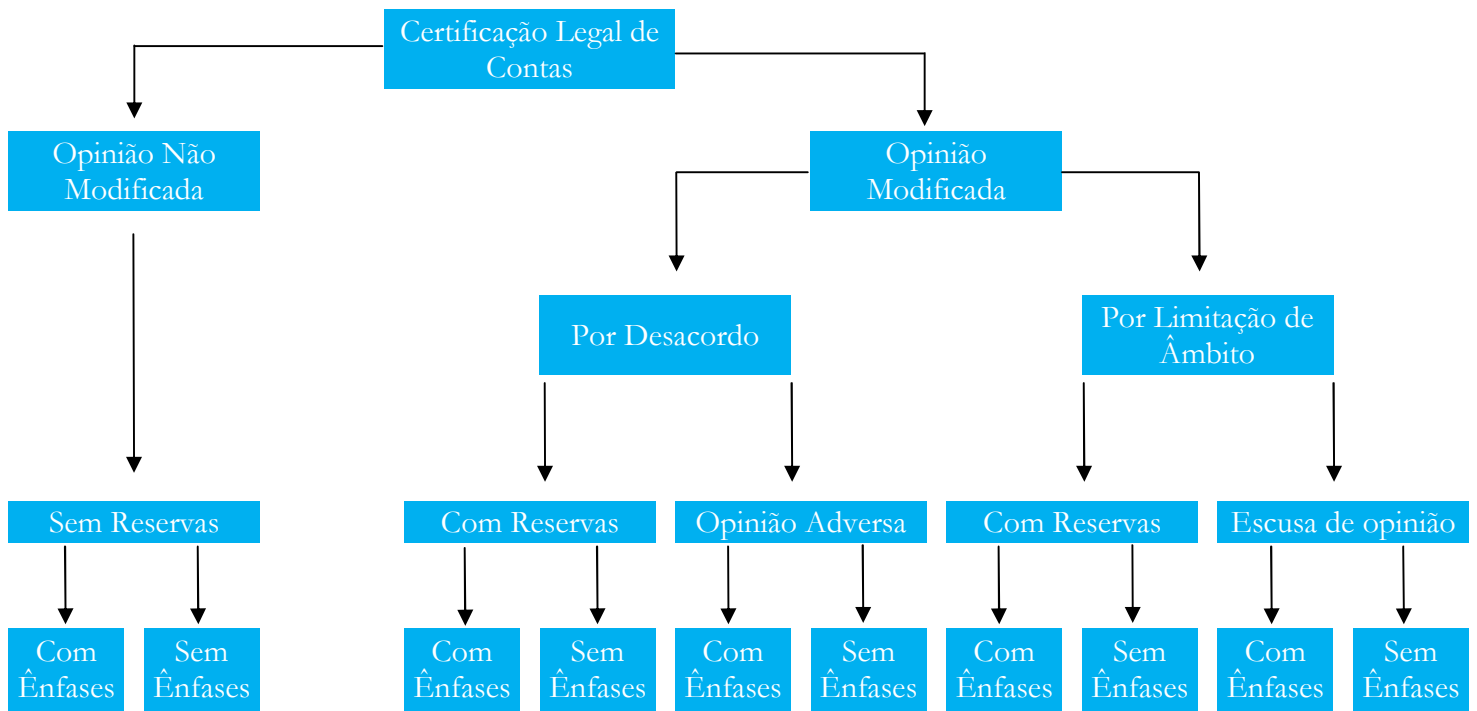 Certificação Legal de
Contas
Opinião Não
Modificada
Opinião
Modificada
Por Desacordo
Por Limitação de
Âmbito
Sem Reservas
Com Reservas
Opinião Adversa
Com Reservas
Escusa de opinião
Com
Ênfases
Sem
Ênfases
Com
Ênfases
Sem
Ênfases
Com
Ênfases
Sem
Ênfases
Com
Ênfases
Sem
Ênfases
Com
Ênfases
Sem
Ênfases